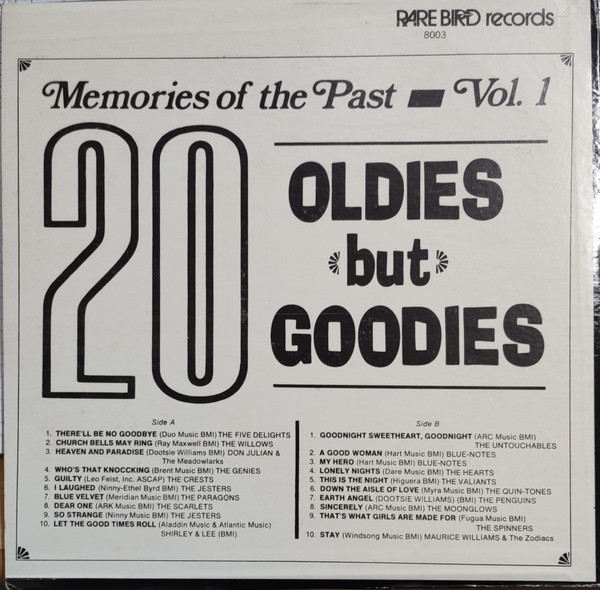 RARE BIRD records
8003
Memories of the Past - Vol. 1
20
OLDIES
but
GOODIES
Side A
1. THERE'LL BE NO GOODBYE (Duo Music BMI) THE FIVE DELIGHTS
2. CHURCH BELLS MAY RING (Ray Maxwell BMI) THE WILLOWS
3. HEAVEN AND PARADISE (Dootsie Williams BMI) DON JULIAN &
The Meadowlarks
4. WHO'S THAT KNOCCKING (Brent Music BMI) THE GENIES
5. GUILTY (Leo Feist, Inc. ASCAP) THE CRESTS
6. I LAUGHED (Ninny-Ethel Byrd BMI) THE JESTERS
7. BLUE VELVET (Meridian Music BMI) THE PARAGONS
8. DEAR ONE (ARK Music BMI) THE SCARLETS
9. SO STRANGE (Ninny Music BMI) THE JESTERS
10. LET THE GOOD TIMES ROLL (Aladdin Music & Atlantic Music)
SHIRLEY & LEE (BMI)
Side B
1. GOODNIGHT SWEETHEART, GOODNIGHT (ARC Music BMI)
THE UNTOUCHABLES
2. A GOOD WOMAN (Hart Music BMI) BLUE-NOTES
3. MY HERO (Hart Music BMI) BLUE-NOTES
4. LONELY NIGHTS (Dare Music BMI) THE HEARTS
5. THIS IS THE NIGHT (Higuera BMI) THE VALIANTS
6. DOWN THE AISLE OF LOVE (Myra Music BMI) THE QUIN-TONES
7. EARTH ANGEL (DOOTSIE WILLIAMS) (BMI) THE PENGUINS
8. SINCERELY (ARC Music BMI) THE MOONGLOWS
9. THAT'S WHAT GIRLS ARE MADE FOR (Fugua Music BMI)
THE SPINNERS
10. STAY (Windsong Music BMI) MAURICE WILLIAMS & The Zodiacs